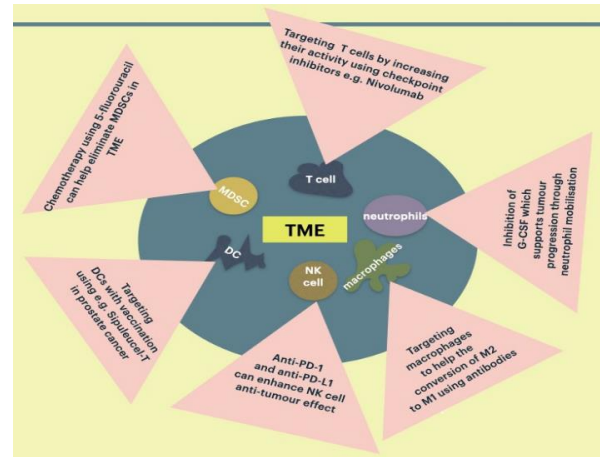 Targeting T cells by increasing
their activity using checkpoint
inhibitors e.g. Nivolumab
Chemotherapy using 5-fluorouracil
can help eliminate MDSCs in
TME
T cell
MDSC
neutrophils
TME
DC
NK
cell
macrophages
Inhibition of
G-CSF which
supports tumour
progression through
neutrophil mobilisation
Targeting
DCs with vaccination
using e.g. Sipuleucel-T
in prostate cancer
Anti-PD-1
and anti-PD-L1
can enhance NK cell
anti-tumour effect
Targeting
macrophages
to help the
conversion of M2
to M1 using antibodies